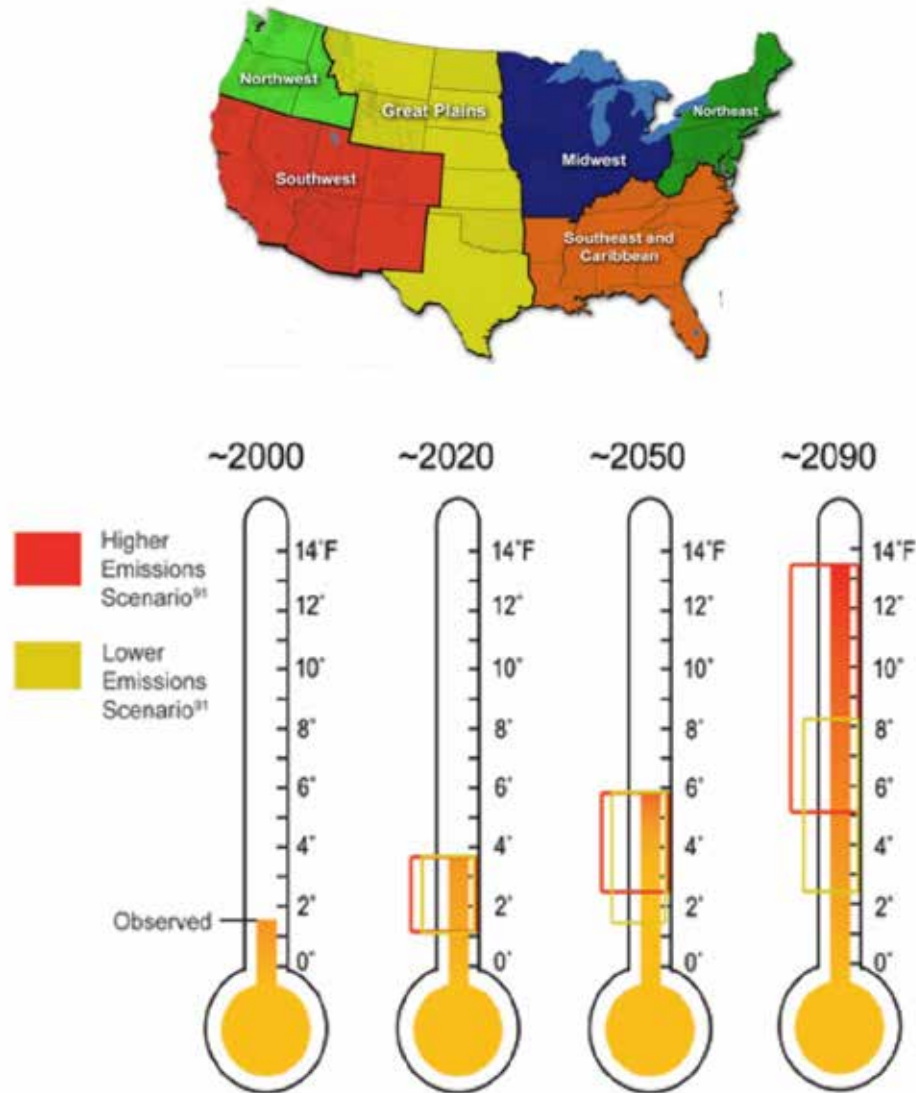 Northwest
Great Plains
Northeast
Midwest
Southwest
Southeast and
Caribbean
~2000 ~2020 ~2050 ~2090
Higher
Emissions
Scenario⁹¹
Lower
Emissions
Scenario⁹¹
14°F 14°F 14°F 14°F
12° 12° 12° 12°
10° 10° 10° 10°
8° 8° 8° 8°
6° 6° 6° 6°
4° 4° 4° 4°
Observed 2° 2° 2° 2°
0° 0° 0° 0°